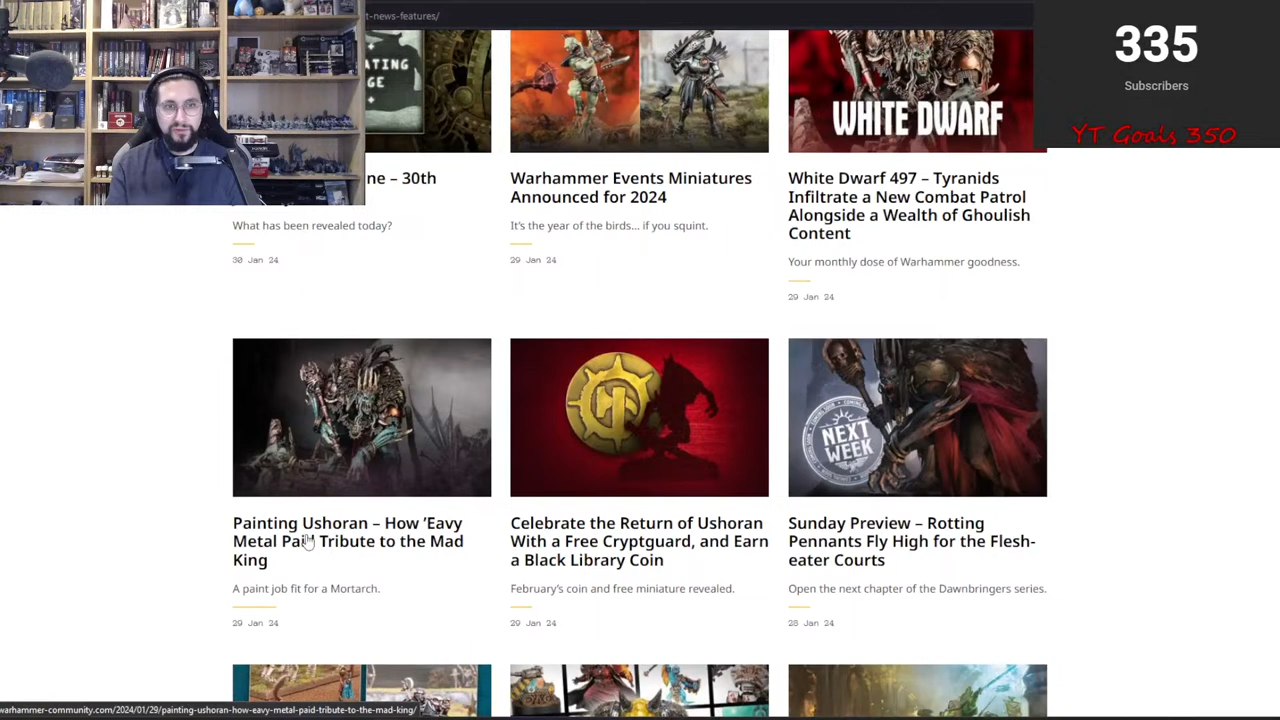 t-news-features/
335
Subscribers
YT Goals 350
ATING
GE
WHITE DWARF
ne – 30th
What has been revealed today?
30 Jan 24
Warhammer Events Miniatures
Announced for 2024
It's the year of the birds… if you squint.
29 Jan 24
White Dwarf 497 – Tyranids
Infiltrate a New Combat Patrol
Alongside a Wealth of Ghoulish
Content
Your monthly dose of Warhammer goodness.
29 Jan 24
Painting Ushoran – How ’Eavy
Metal Paid Tribute to the Mad
King
A paint job fit for a Mortarch.
29 Jan 24
Celebrate the Return of Ushoran
With a Free Cryptguard, and Earn
a Black Library Coin
February’s coin and free miniature revealed.
29 Jan 24
COMING SOON
NEXT
WEEK
Sunday Preview – Rotting
Pennants Fly High for the Flesh-
eater Courts
Open the next chapter of the Dawnbringers series.
28 Jan 24
warhammer-community.com/2024/01/29/painting-ushoran-how-eavy-metal-paid-tribute-to-the-mad-king/